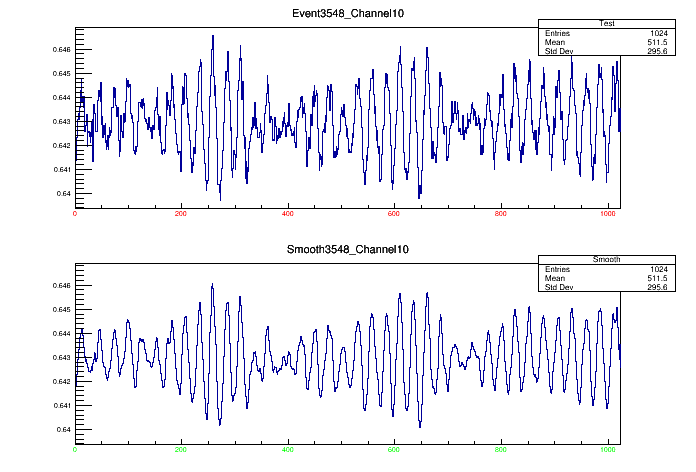 Event3548_Channel10
Test
Entries 1024
Mean 511.5
Std Dev 295.6
0.646
0.645
0.644
0.643
0.642
0.641
0.64
0 200 400 600 800 1000
Smooth3548_Channel10
Smooth
Entries 1024
Mean 511.5
Std Dev 295.6
0.646
0.645
0.644
0.643
0.642
0.641
0.64
0 200 400 600 800 1000